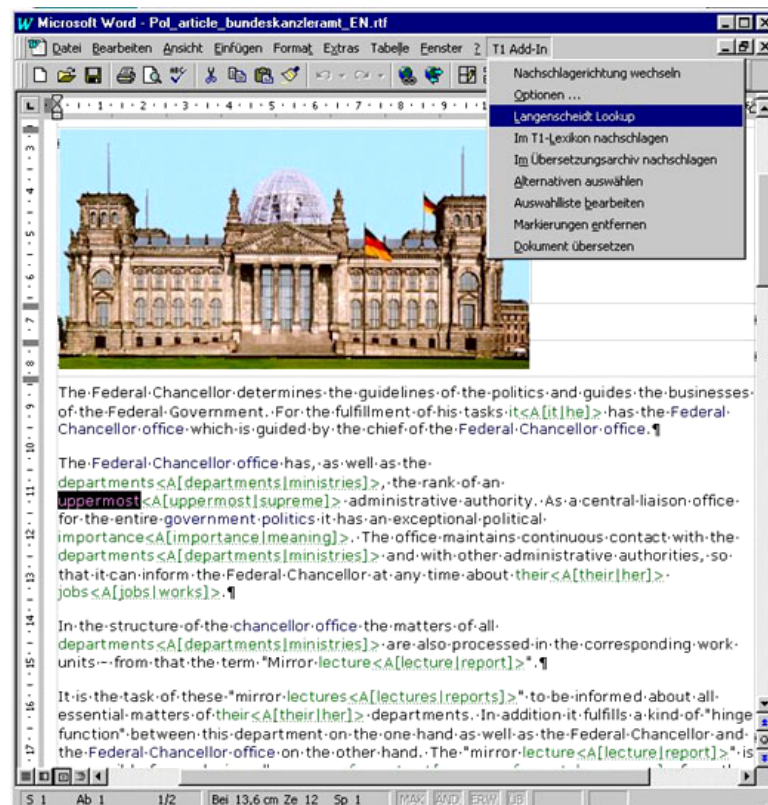 Microsoft Word - Pol_article_bundeskanzleramt_EN.rtf
Datei Bearbeiten Ansicht Einfügen Format Extras Tabelle Fenster ? T1 Add-In
Nachschlagerichtung wechseln
Optionen ...
Langenscheidt Lookup
Im T1-Lexikon nachschlagen
Im Übersetzungsarchiv nachschlagen
Alternativen auswählen
Auswahlliste bearbeiten
Markierungen entfernen
Dokument übersetzen
The·Federal·Chancellor·determines·the·guidelines·of·the·politics·and·guides·the·businesses·
of·the·Federal·Government.·For·the·fulfillment·of·his·tasks·it<A[it|he]>·has·the·Federal·
Chancellor·office·which·is·guided·by·the·chief·of·the·Federal·Chancellor·office.¶
The·Federal·Chancellor·office·has,·as·well·as·the·
departments<A[departments|ministries]>,·the·rank·of·an·
uppermost<A[uppermost|supreme]>·administrative·authority.·As·a·central·liaison·office·
for·the·entire·government·politics·it·has·an·exceptional·political·
importance<A[importance|meaning]>.·The·office·maintains·continuous·contact·with·the·
departments<A[departments|ministries]>·and·with·other·administrative·authorities,·so·
that·it·can·inform·the·Federal·Chancellor·at·any·time·about·their<A[their|her]>·
jobs<A[jobs|works]>.¶
In·the·structure·of·the·chancellor·office·the·matters·of·all·
departments<A[departments|ministries]>·are·also·processed·in·the·corresponding·work·
units·–·from·that·the·term·"Mirror·lecture<A[lecture|report]>".¶
It·is·the·task·of·these·"mirror·lectures<A[lectures|reports]>"·to·be·informed·about·all·
essential·matters·of·their<A[their|her]>·departments.·In·addition·it·fulfills·a·kind·of·"hinge·
function"·between·this·department·on·the·one·hand·as·well·as·the·Federal·Chancellor·and·
the·Federal·Chancellor·office·on·the·other·hand.·The·"mirror·lecture<A[lecture|report]>"·is·
S 1 Ab 1 1/2 Bei 13,6 cm Ze 12 Sp 1 MAK ÄND ERW ÜB